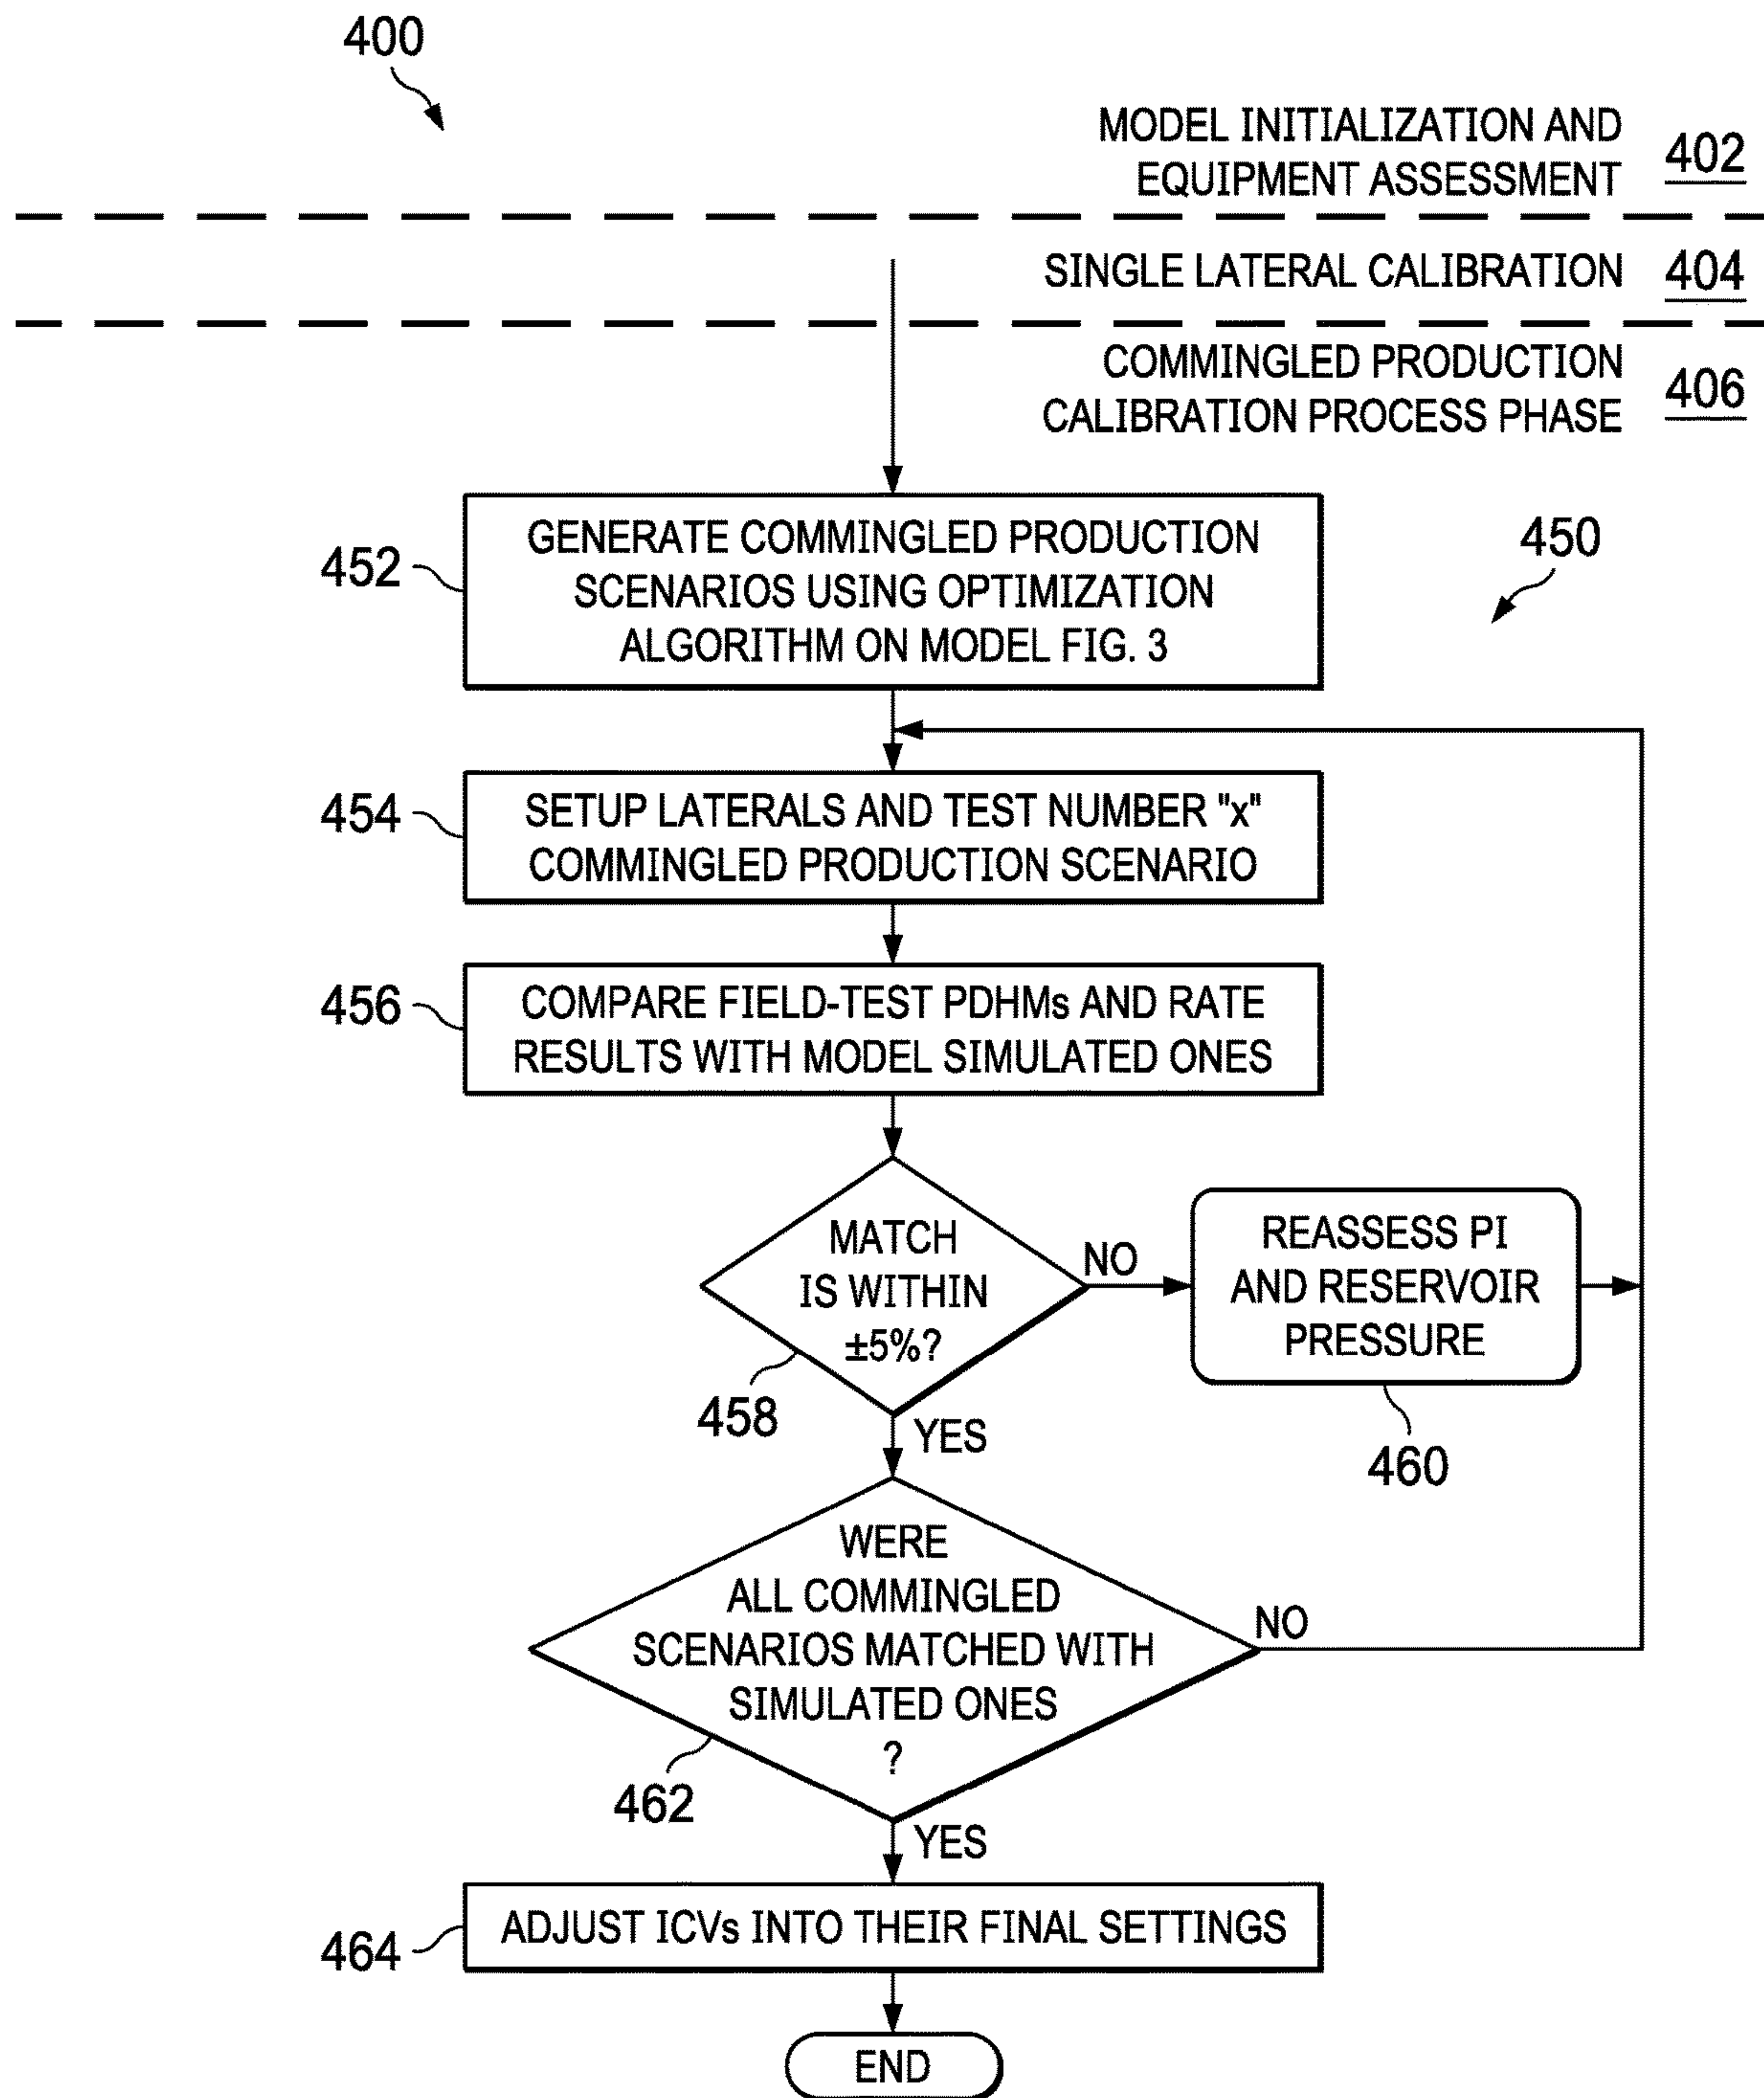 400
MODEL INITIALIZATION AND
EQUIPMENT ASSESSMENT
402
SINGLE LATERAL CALIBRATION
404
COMMINGLED PRODUCTION
CALIBRATION PROCESS PHASE
406
450
452
GENERATE COMMINGLED PRODUCTION
SCENARIOS USING OPTIMIZATION
ALGORITHM ON MODEL FIG. 3
454
SETUP LATERALS AND TEST NUMBER "x"
COMMINGLED PRODUCTION SCENARIO
456
COMPARE FIELD-TEST PDHMs AND RATE
RESULTS WITH MODEL SIMULATED ONES
MATCH
IS WITHIN
±5%?
458
NO
REASSESS PI
AND RESERVOIR
PRESSURE
460
YES
WERE
ALL COMMINGLED
SCENARIOS MATCHED WITH
SIMULATED ONES
?
462
NO
YES
464
ADJUST ICVs INTO THEIR FINAL SETTINGS
END